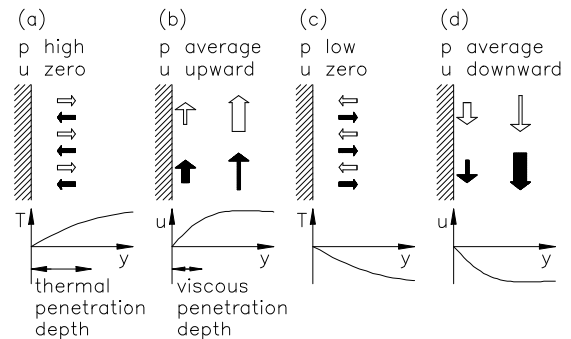 (a)
p high
u zero
T
y
thermal
penetration
depth
(b)
p average
u upward
u
y
viscous
penetration
depth
(c)
p low
u zero
T
y
(d)
p average
u downward
u
y